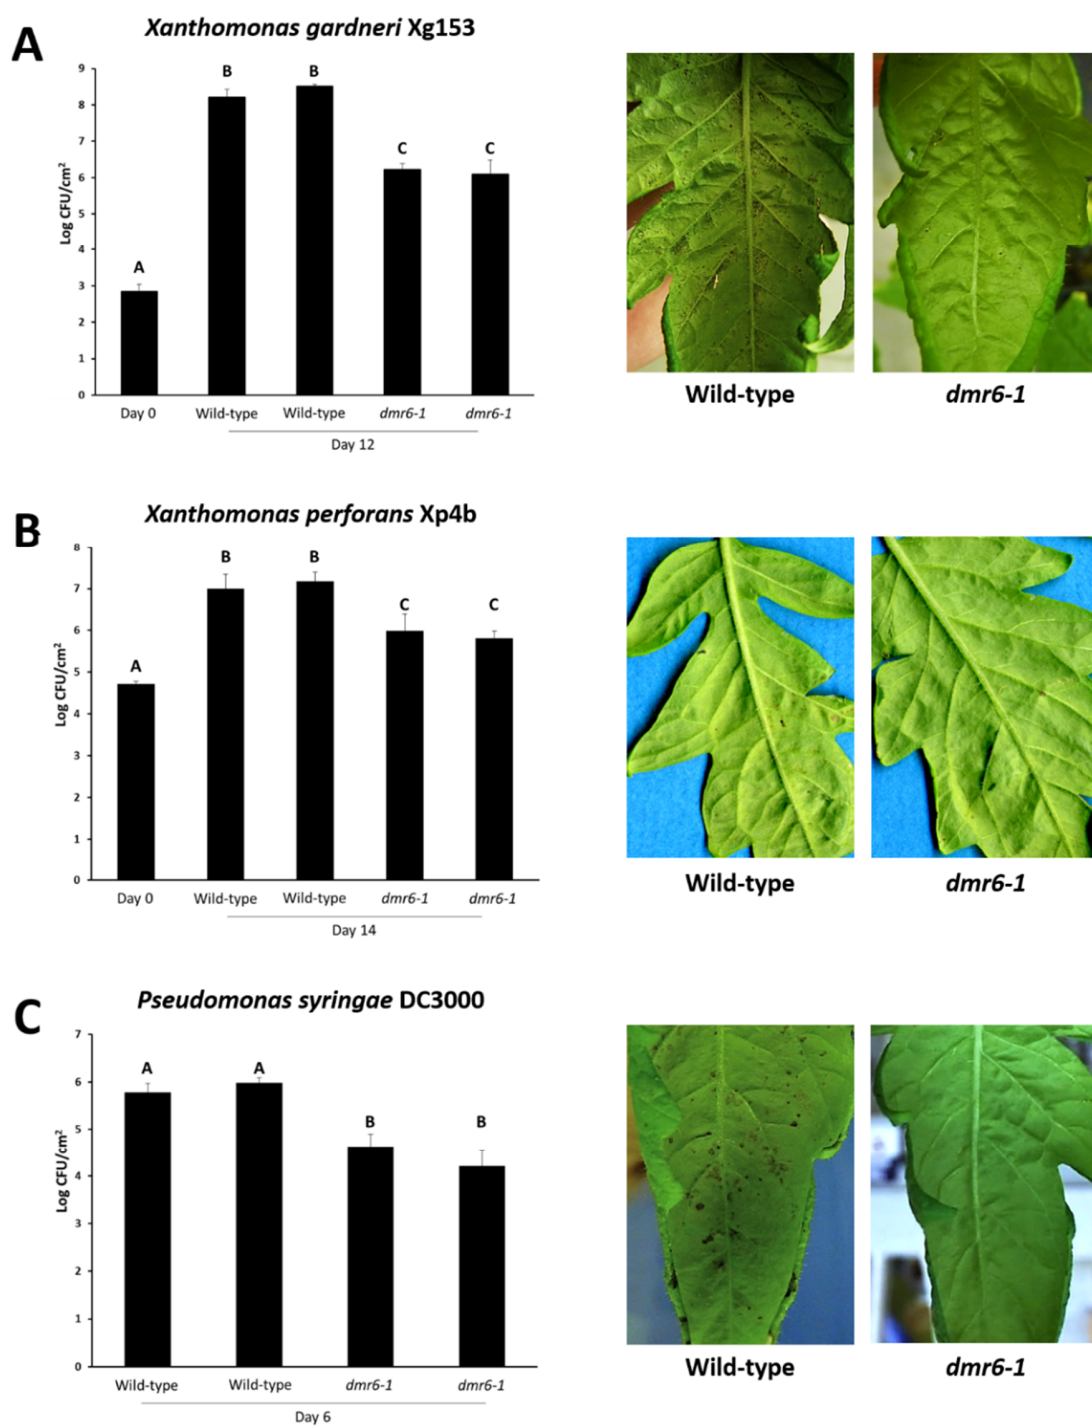 A
Xanthomonas gardneri Xg153
Log CFU/cm²
9
8
7
6
5
4
3
2
1
0
A
B
B
C
C
Day 0
Wild-type
Wild-type
dmr6-1
dmr6-1
Day 12
Wild-type
dmr6-1
B
Xanthomonas perforans Xp4b
Log CFU/cm²
8
7
6
5
4
3
2
1
0
A
B
B
C
C
Day 0
Wild-type
Wild-type
dmr6-1
dmr6-1
Day 14
Wild-type
dmr6-1
C
Pseudomonas syringae DC3000
Log CFU/cm²
7
6
5
4
3
2
1
0
A
A
B
B
Wild-type
Wild-type
dmr6-1
dmr6-1
Day 6
Wild-type
dmr6-1